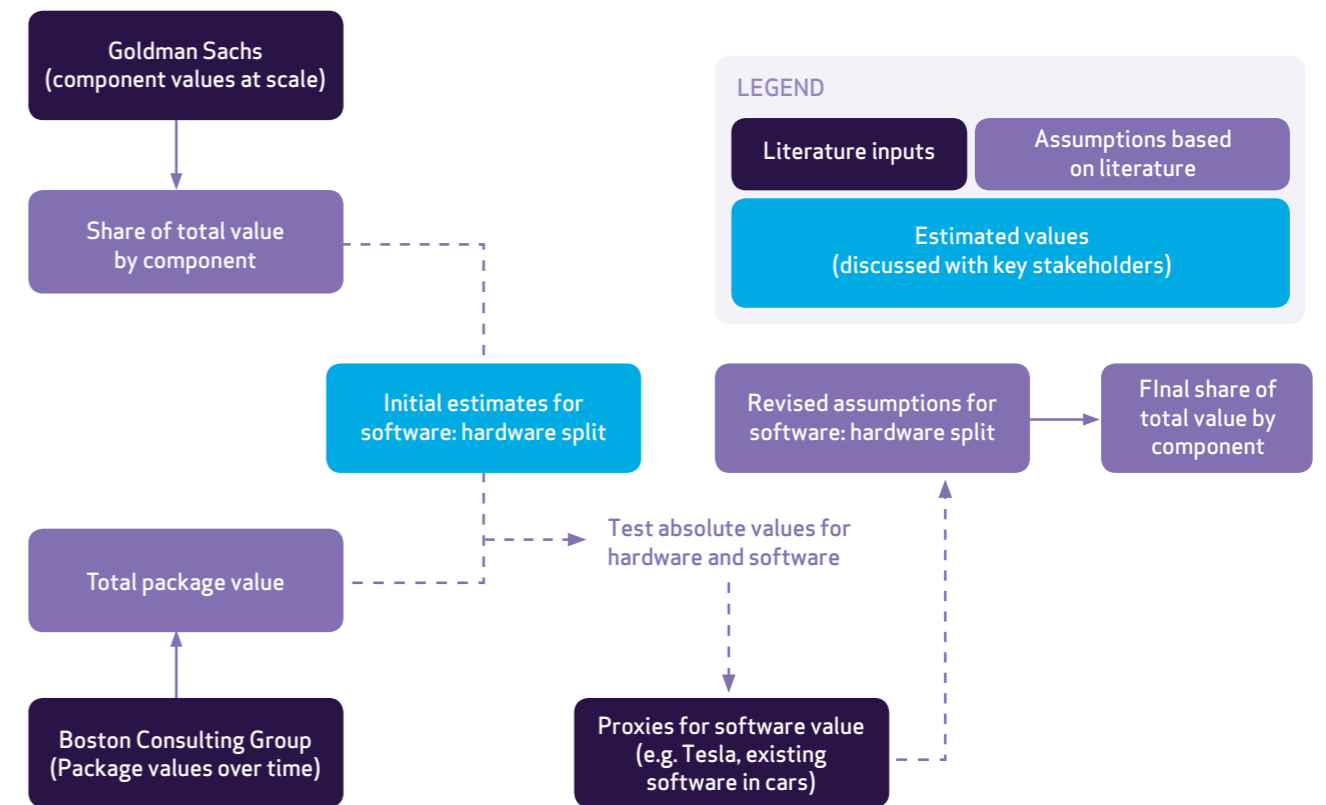 Goldman Sachs
(component values at scale)
LEGEND
Literature inputs
Assumptions based
on literature
Estimated values
(discussed with key stakeholders)
Share of total value
by component
Initial estimates for
software: hardware split
Revised assumptions for
software: hardware split
FInal share of
total value by
component
Test absolute values for
hardware and software
Total package value
Boston Consulting Group
(Package values over time)
Proxies for software value
(e.g. Tesla, existing
software in cars)